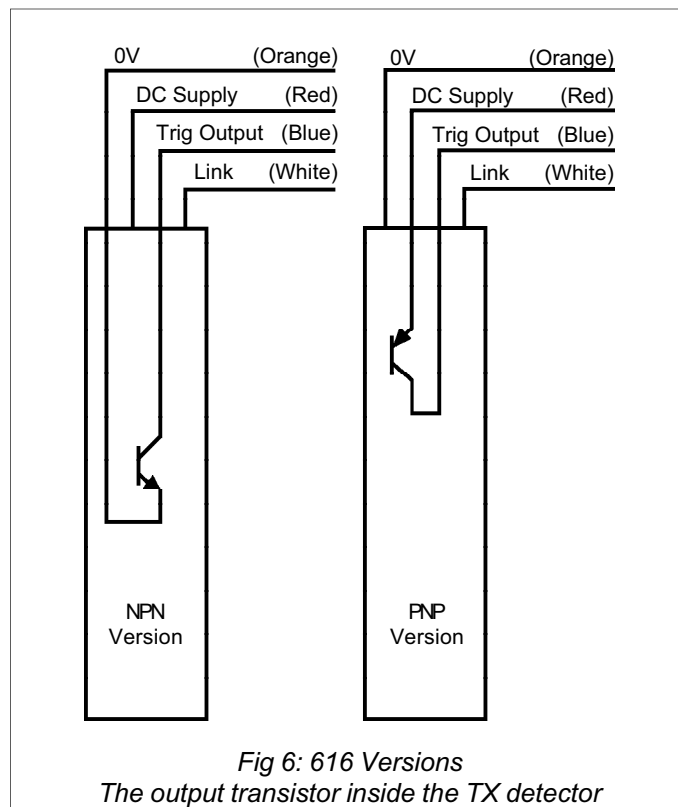 0V (Orange)
DC Supply (Red)
Trig Output (Blue)
Link (White)
NPN
Version
0V (Orange)
DC Supply (Red)
Trig Output (Blue)
Link (White)
PNP
Version
Fig 6: 616 Versions
The output transistor inside the TX detector